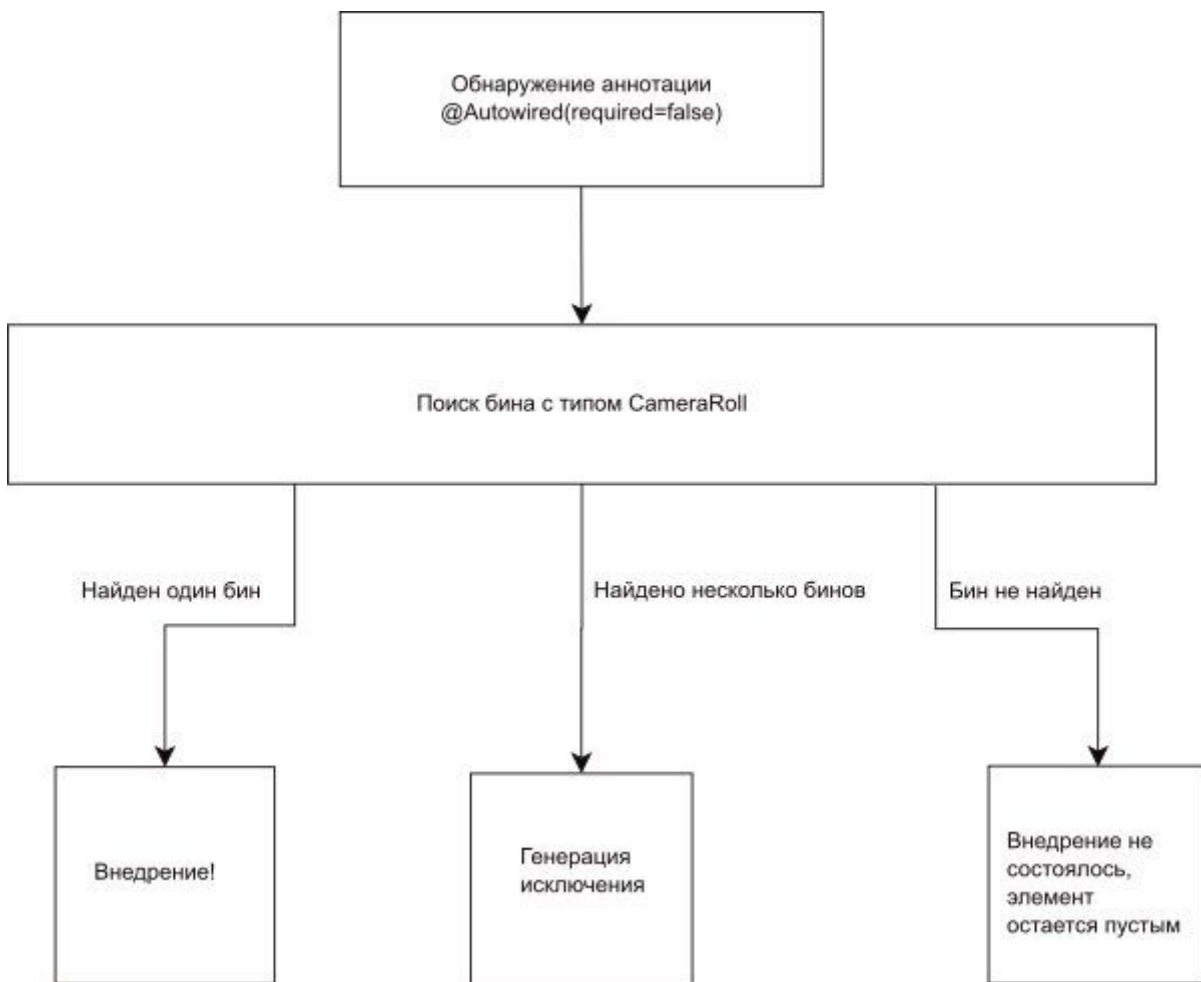 Обнаружение аннотации
@Autowired(required=false)
Поиск бина с типом CameraRoll
Найден один бин
Найдено несколько бинов
Бин не найден
Внедрение!
Генерация
исключения
Внедрение не
состоялось,
элемент
остается пустым